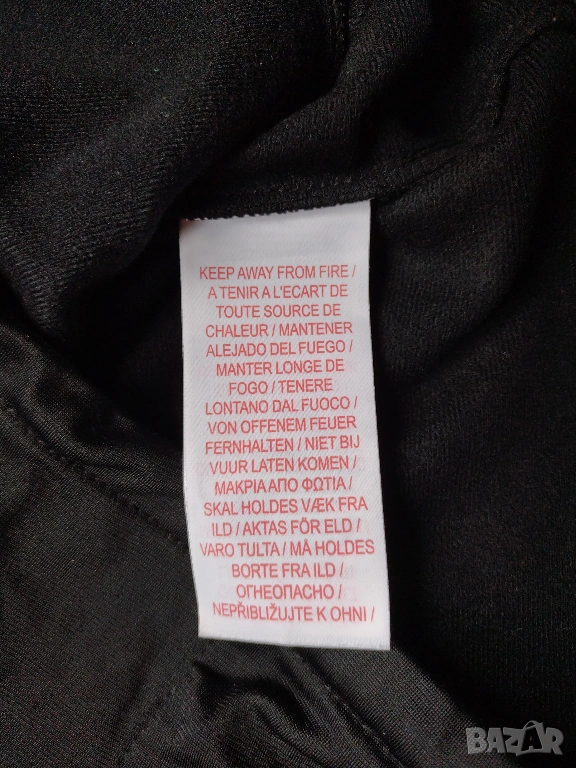 KEEP AWAY FROM FIRE /
A TENIR A L'ECART DE
TOUTE SOURCE DE
CHALEUR / MANTENER
ALEJADO DEL FUEGO /
MANTER LONGE DE
FOGO / TENERE
LONTANO DAL FUOCO /
VON OFFENEM FEUER
FERNHALTEN / NIET BIJ
VUUR LATEN KOMEN /
ΜΑΚΡΙΑ ΑΠΟ ΦΩΤΙΑ /
SKAL HOLDES VÆK FRA
ILD / AKTAS FÖR ELD /
VARO TULTA / MÅ HOLDES
BORTE FRA ILD /
ОГНЕОПАСНО /
NEPŘIBLIŽUJTE K OHNI /
BAZAR